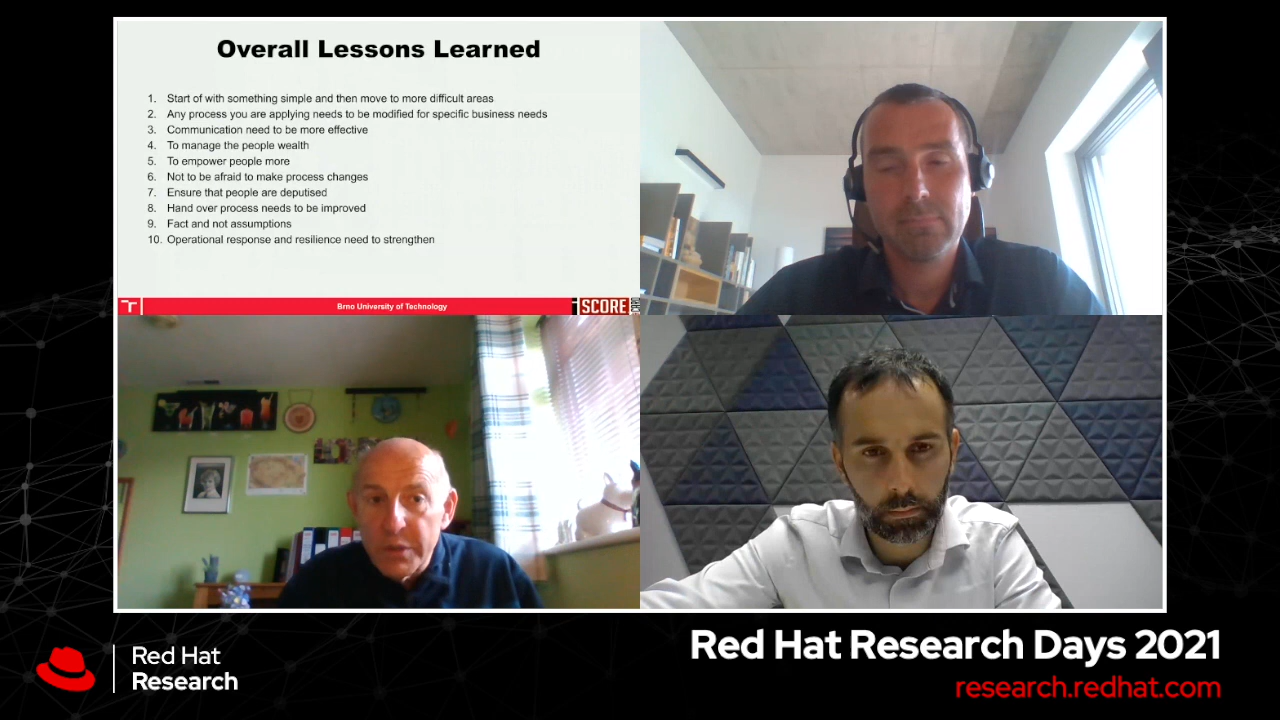 Overall Lessons Learned
1. Start of with something simple and then move to more difficult areas
2. Any process you are applying needs to be modified for specific business needs
3. Communication need to be more effective
4. To manage the people wealth
5. To empower people more
6. Not to be afraid to make process changes
7. Ensure that people are deputised
8. Hand over process needs to be improved
9. Fact and not assumptions
10. Operational response and resilience need to strengthen
Brno University of Technology
SCORE
Red Hat
Research
Red Hat Research Days 2021
research.redhat.com